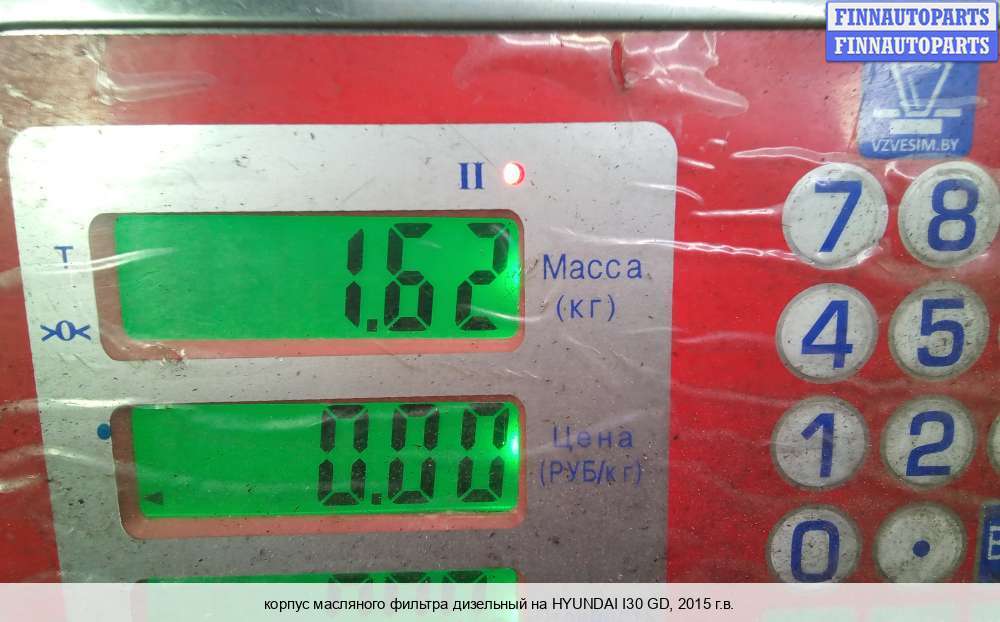 FINNAUTOPARTS
FINNAUTOPARTS
VZVESIM.BY
II
7 8
T
1.62
Масса
(кг)
>0<
4 5
0.00
Цена
(РУБ/кг)
1 2
0 .
корпус масляного фильтра дизельный на HYUNDAI I30 GD, 2015 г.в.